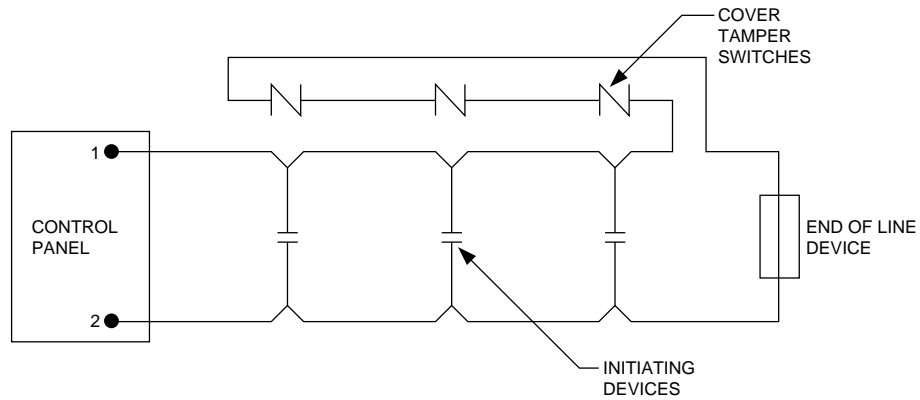 COVER
TAMPER
SWITCHES
1
CONTROL
PANEL
2
END OF LINE
DEVICE
INITIATING
DEVICES